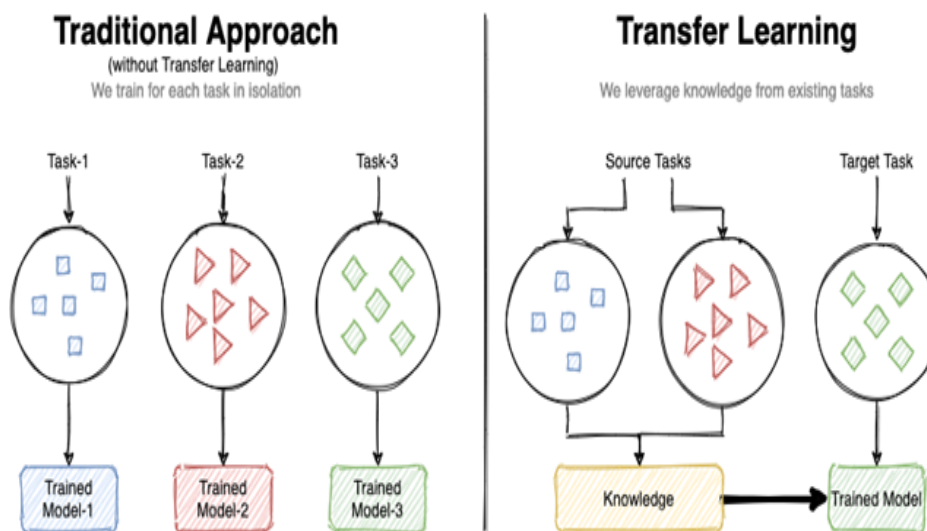 Traditional Approach
(without Transfer Learning)
We train for each task in isolation
Task-1
Task-2
Task-3
Trained
Model-1
Trained
Model-2
Trained
Model-3
Transfer Learning
We leverage knowledge from existing tasks
Source Tasks
Target Task
Knowledge
Trained Model